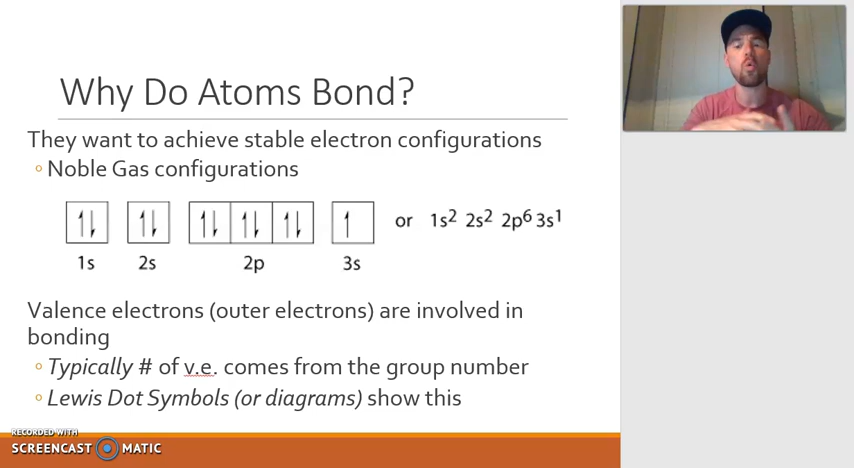 Why Do Atoms Bond?
They want to achieve stable electron configurations
Noble Gas configurations
or 1s² 2s² 2p⁶ 3s¹
1s 2s 2p 3s
Valence electrons (outer electrons) are involved in
bonding
Typically # of v.e. comes from the group number
Lewis Dot Symbols (or diagrams) show this
RECORDED WITH
SCREENCAST MATIC